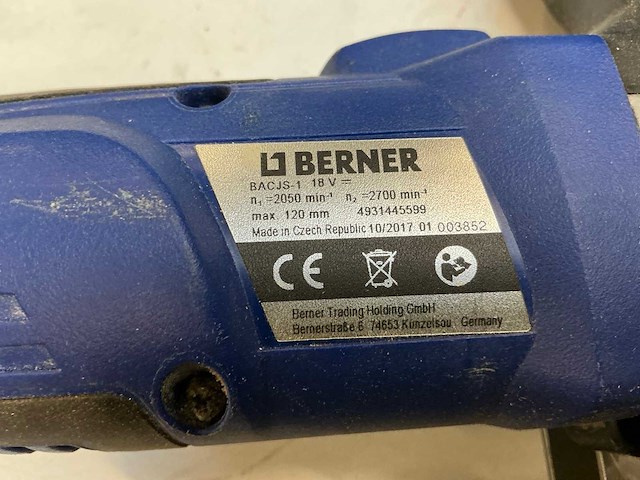 BERNER
BACJS-1 18 V ⎓
n₁ =2050 min⁻¹ n₂ =2700 min⁻¹
max. 120 mm 4931445599
Made in Czech Republic 10/2017 01 003852
CE
Berner Trading Holding GmbH
Bernerstraße 6 74653 Künzelsau Germany